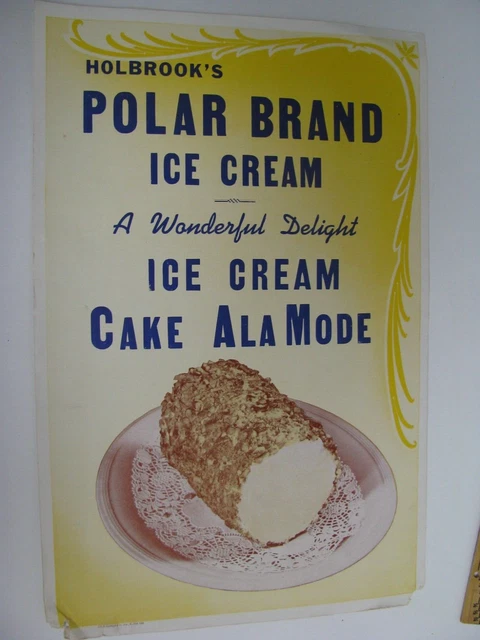 HOLBROOK'S
POLAR BRAND
ICE CREAM
A Wonderful Delight
ICE CREAM
CAKE ALA MODE